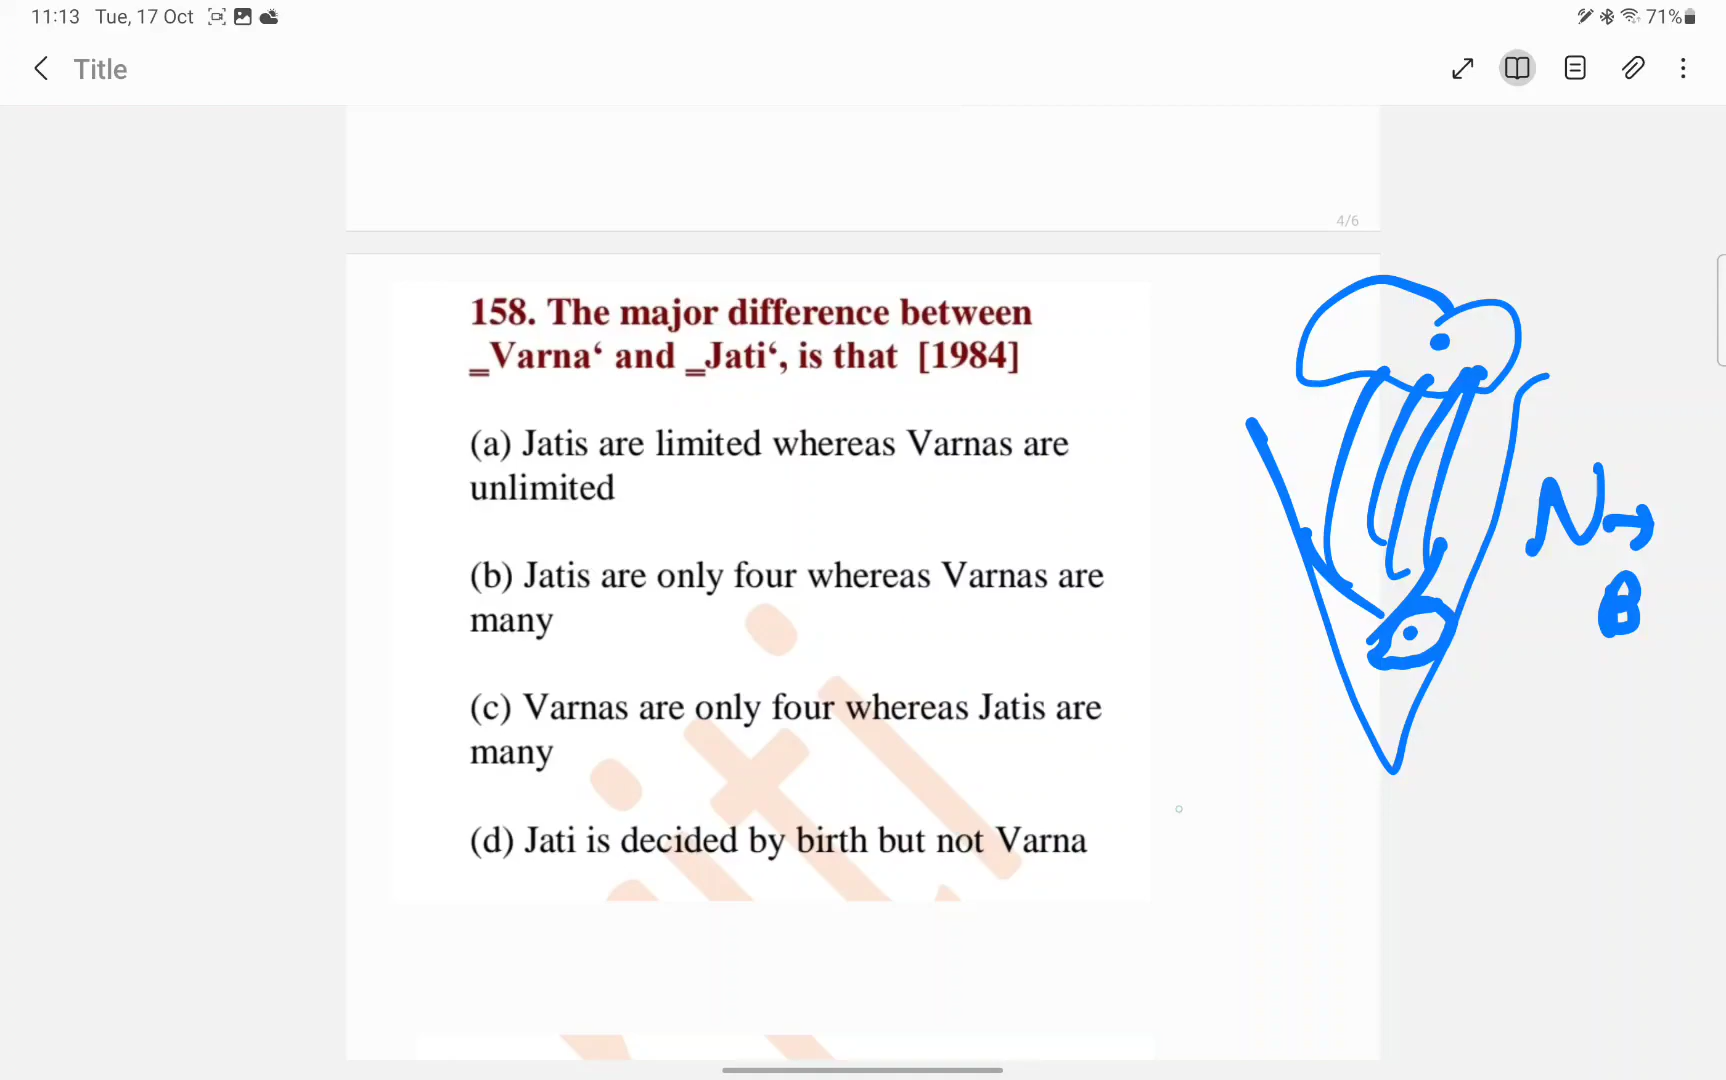 11:13 Tue, 17 Oct 71%
Title
4/6
158. The major difference between
‗Varna‘ and ‗Jati‘, is that [1984]
(a) Jatis are limited whereas Varnas are
unlimited
(b) Jatis are only four whereas Varnas are
many
(c) Varnas are only four whereas Jatis are
many
(d) Jati is decided by birth but not Varna
N→
B